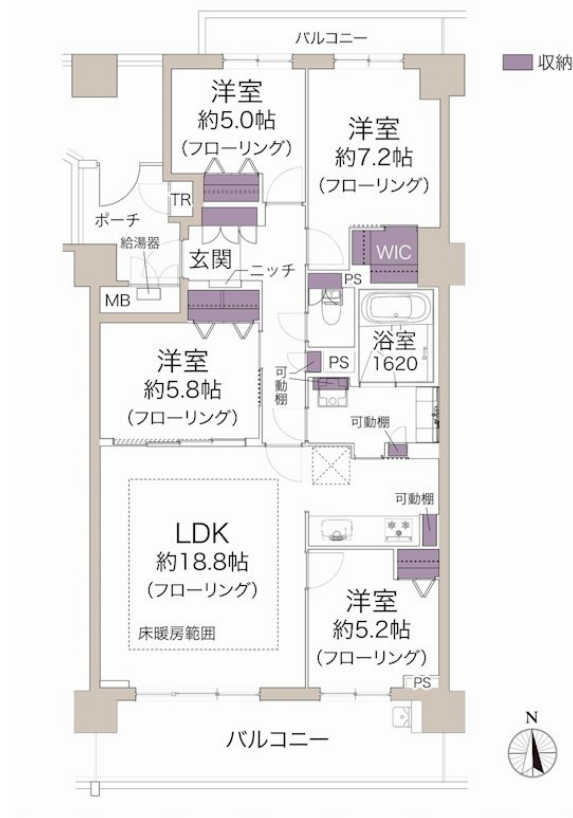 バルコニー
収納
洋室
約5.0帖
(フローリング)
洋室
約7.2帖
(フローリング)
TR
ポーチ
給湯器
玄関
ニッチ
WIC
PS
MB
浴室
1620
洋室
約5.8帖
(フローリング)
PS
可動棚
可動棚
可動棚
LDK
約18.8帖
(フローリング)
床暖房範囲
洋室
約5.2帖
(フローリング)
PS
バルコニー
N